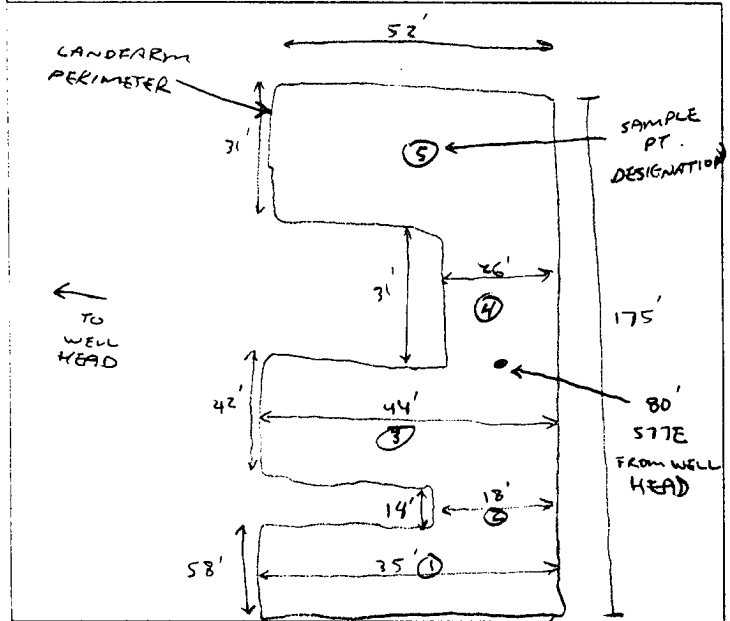 52'
LANDFARM
PERIMETER
31'
5
SAMPLE
PT.
DESIGNATION
31'
26'
4
TO
WELL
HEAD
175'
42'
44'
3
80'
S77E
FROM WELL
HEAD
14'
18'
2
58'
35'
1